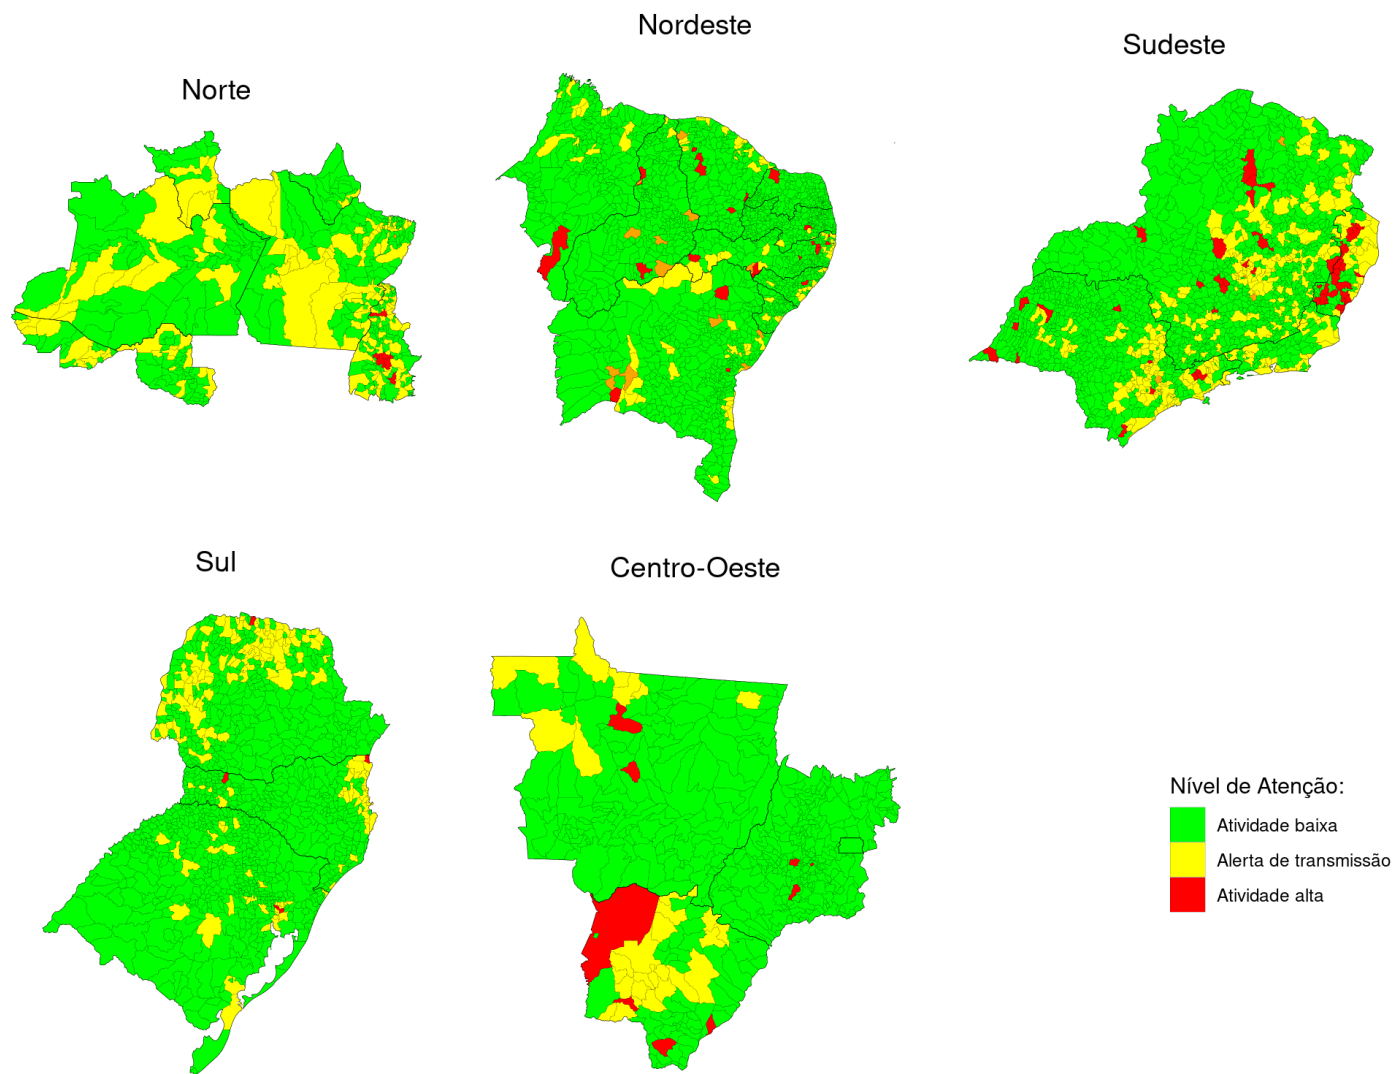 Nordeste
Sudeste
Norte
Sul
Centro-Oeste
Nível de Atenção:
Atividade baixa
Alerta de transmissão
Atividade alta